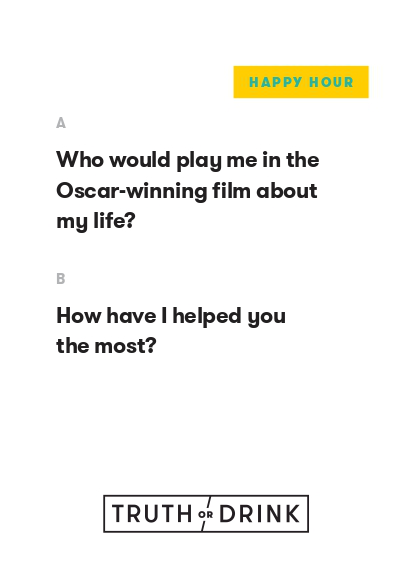 HAPPY HOUR
A
Who would play me in the
Oscar-winning film about
my life?
B
How have I helped you
the most?
TRUTH OR DRINK